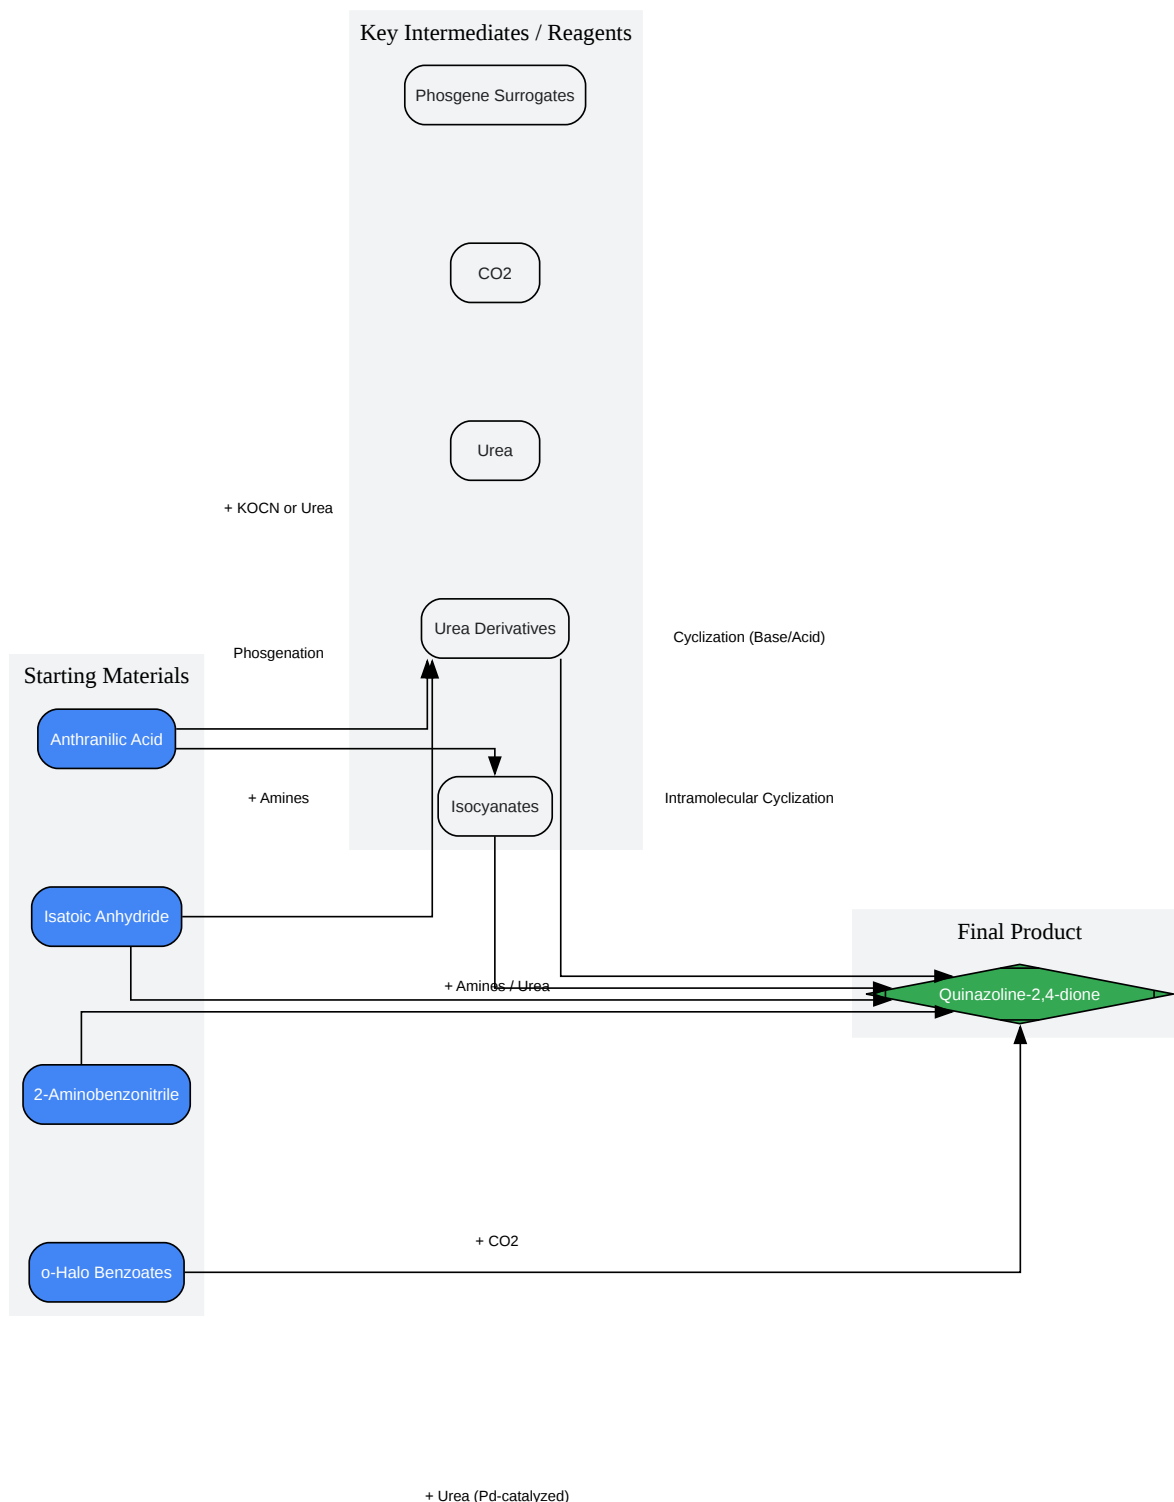 Key Intermediates / Reagents
Phosgene Surrogates
CO2
Urea
+ KOCN or Urea
Urea Derivatives
Cyclization (Base/Acid)
Phosgenation
Starting Materials
Anthranilic Acid
+ Amines
Isocyanates
Intramolecular Cyclization
Isatoic Anhydride
Final Product
+ Amines / Urea
Quinazoline-2,4-dione
2-Aminobenzonitrile
+ CO2
o-Halo Benzoates
+ Urea (Pd-catalyzed)